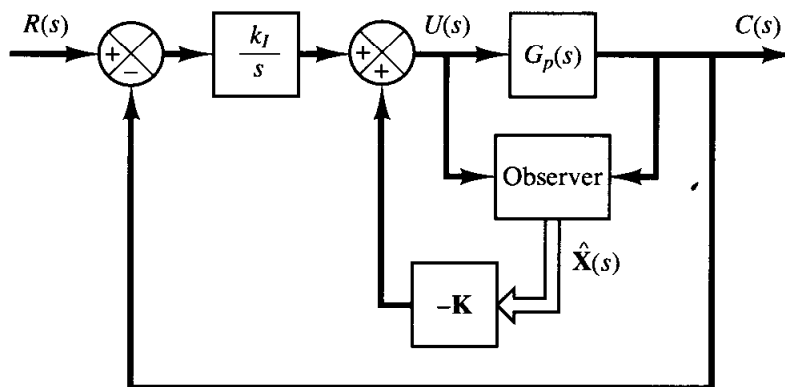 R(s)
+
−
k_I
s
+
+
U(s)
G_p(s)
C(s)
Observer
X̂(s)
−K